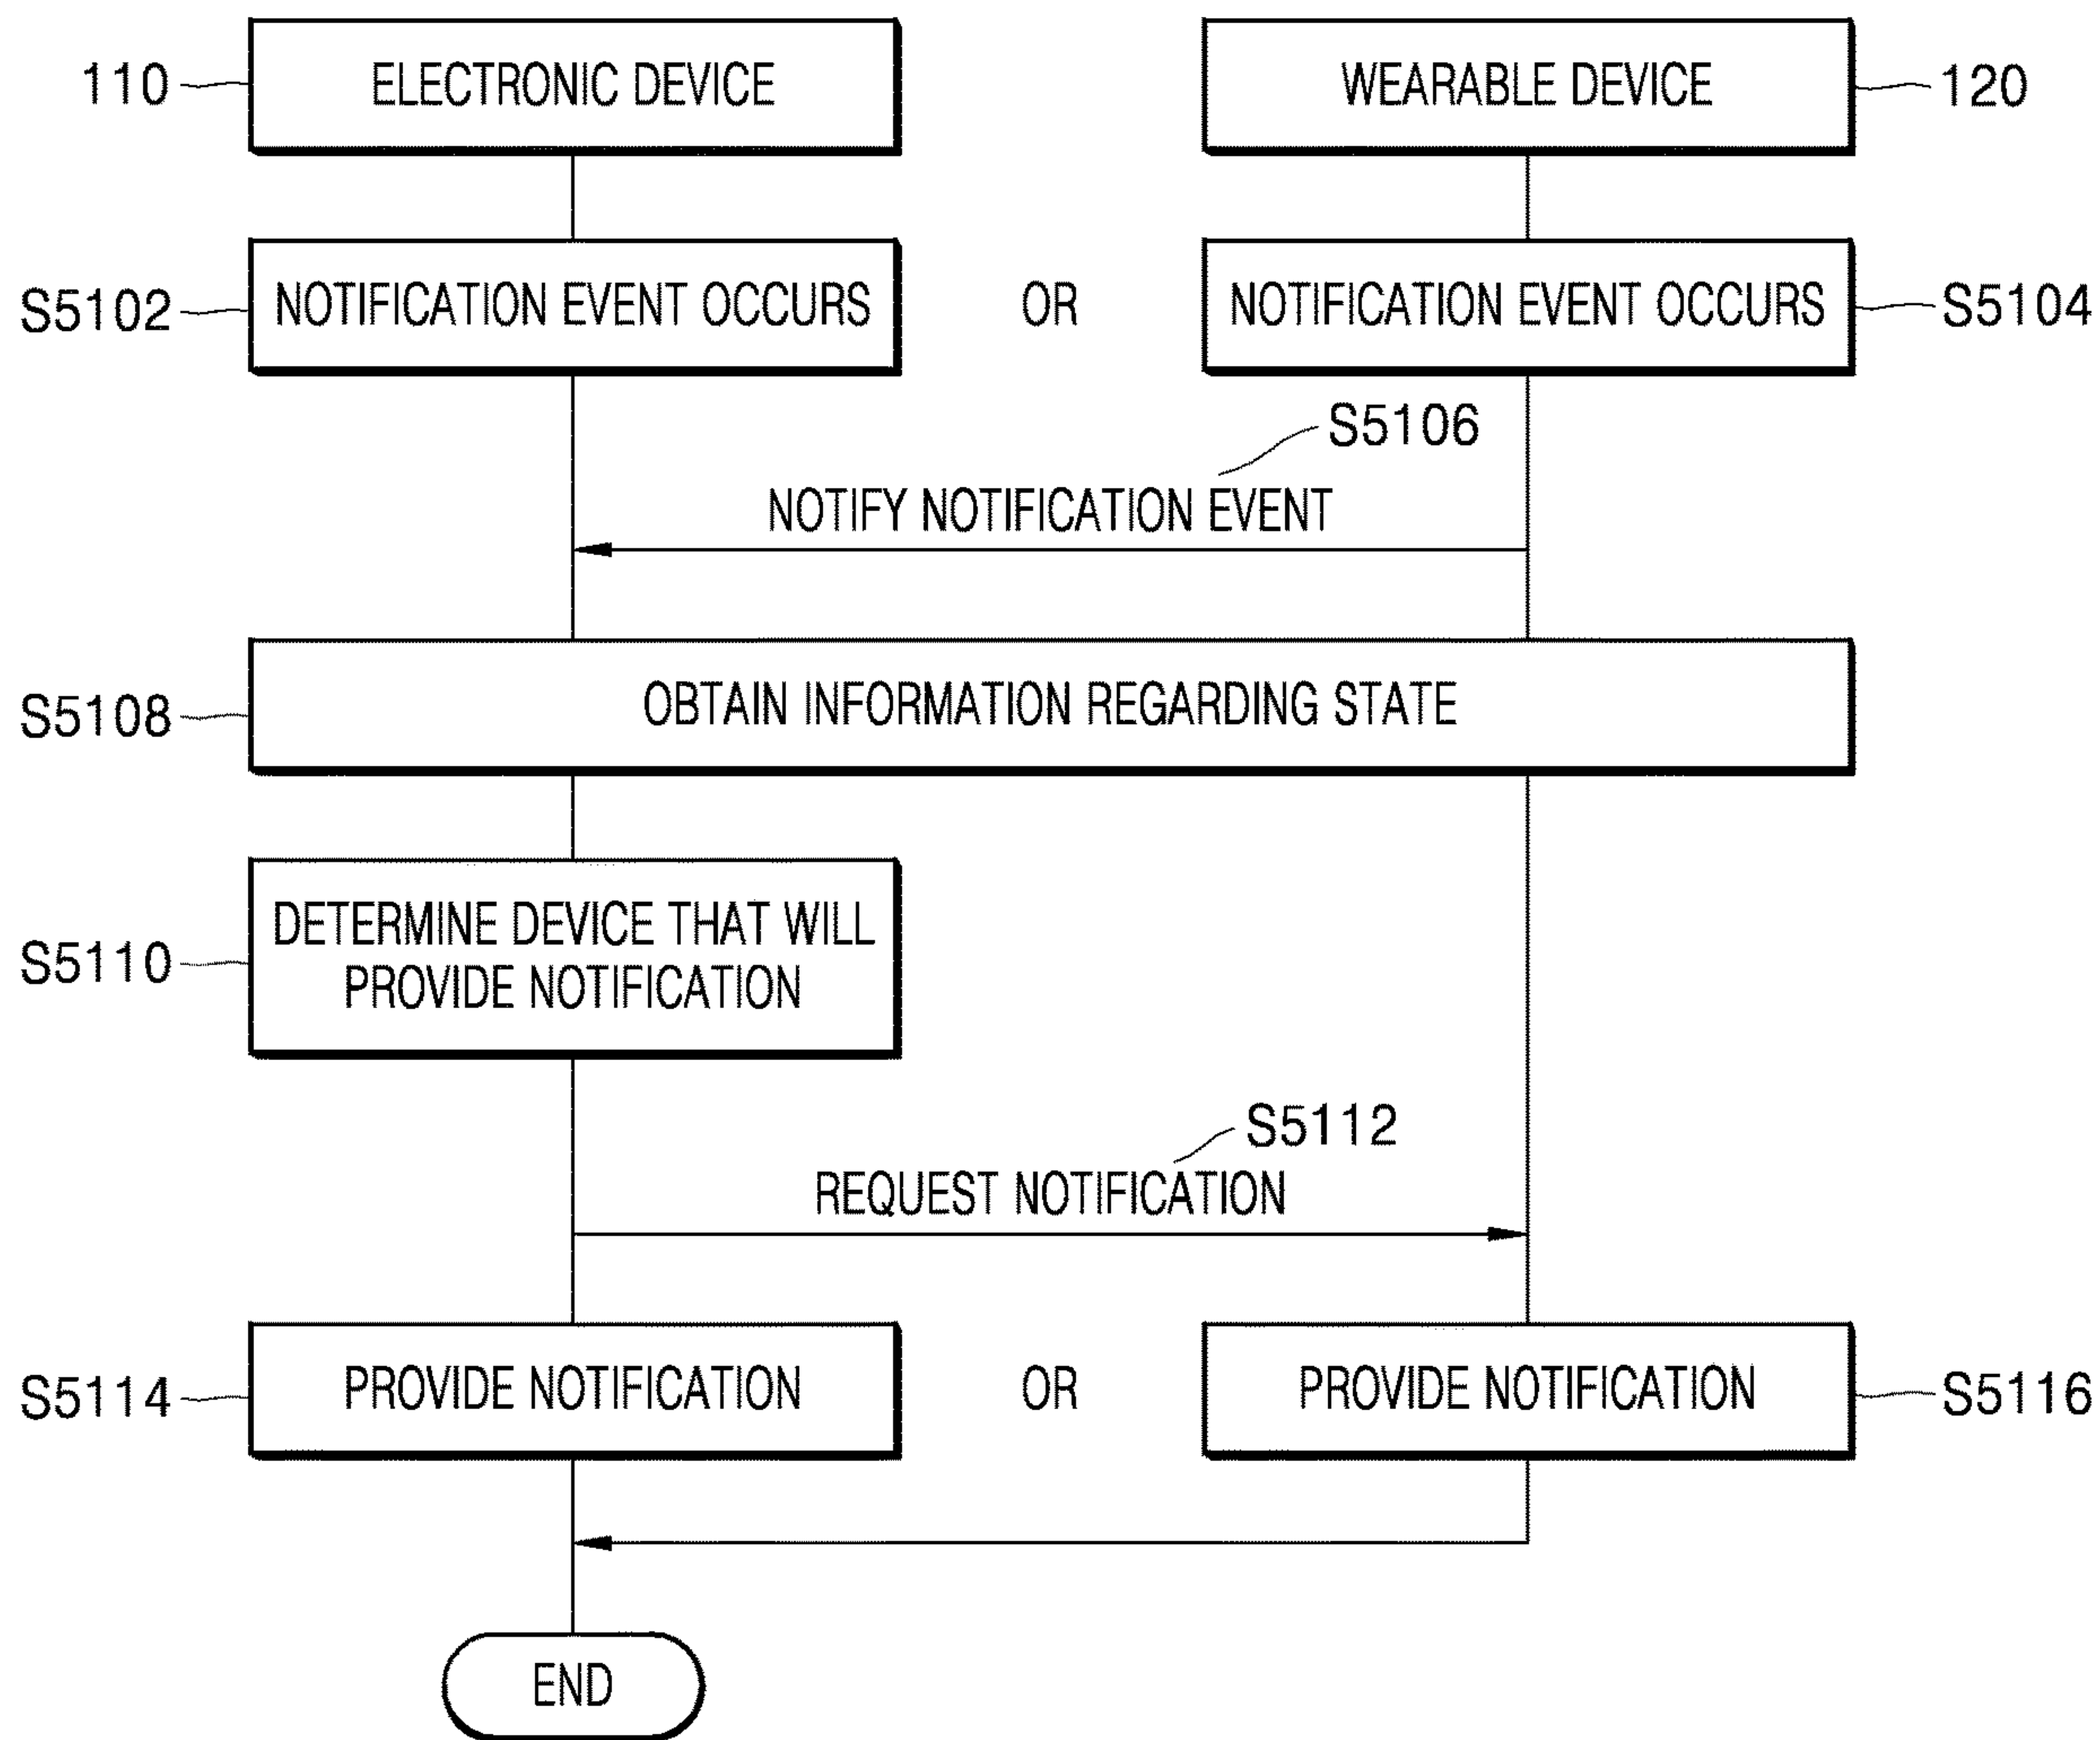 110 ELECTRONIC DEVICE WEARABLE DEVICE 120
S5102 NOTIFICATION EVENT OCCURS OR NOTIFICATION EVENT OCCURS S5104
S5106
NOTIFY NOTIFICATION EVENT
S5108 OBTAIN INFORMATION REGARDING STATE
DETERMINE DEVICE THAT WILL
S5110 PROVIDE NOTIFICATION
S5112
REQUEST NOTIFICATION
S5114 PROVIDE NOTIFICATION OR PROVIDE NOTIFICATION S5116
END